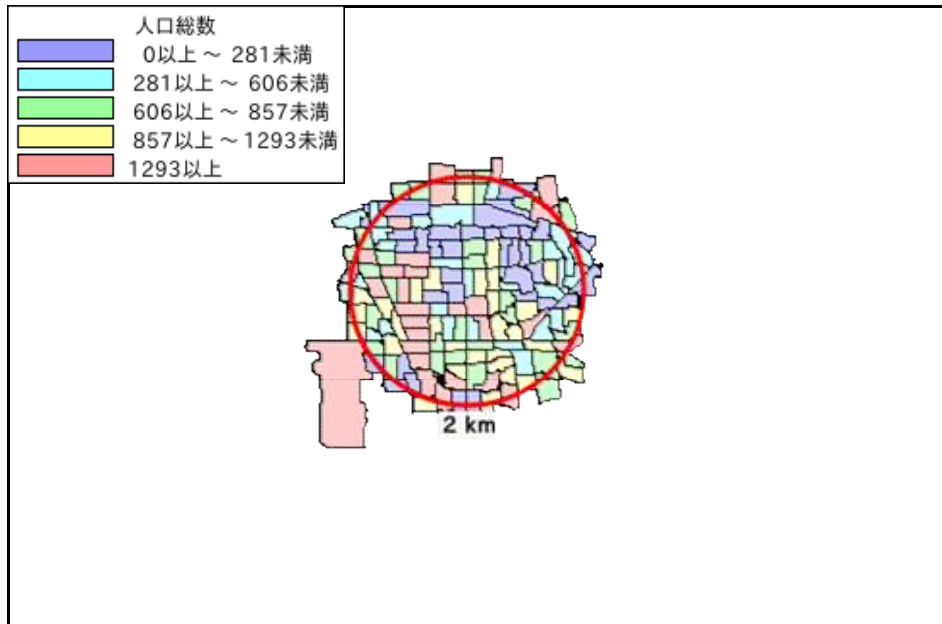 人口総数
0以上 ～ 281未満
281以上 ～ 606未満
606以上 ～ 857未満
857以上 ～ 1293未満
1293以上
2 km